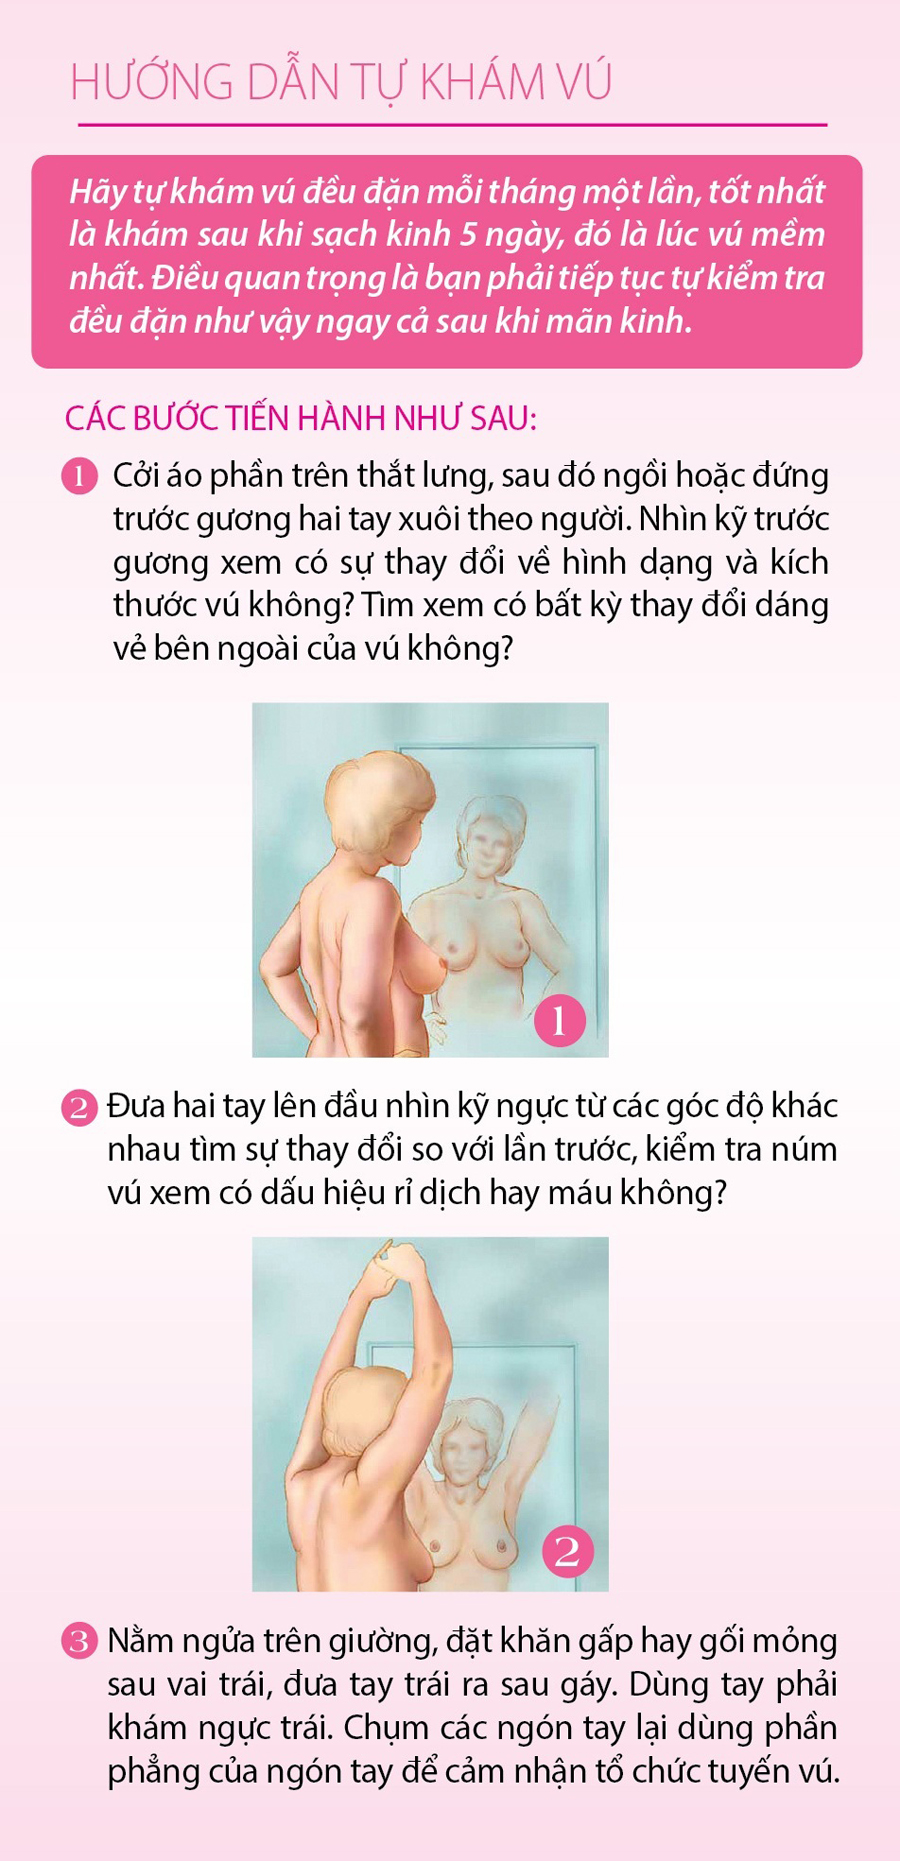 HƯỚNG DẪN TỰ KHÁM VÚ
Hãy tự khám vú đều đặn mỗi tháng một lần, tốt nhất
là khám sau khi sạch kinh 5 ngày, đó là lúc vú mềm
nhất. Điều quan trọng là bạn phải tiếp tục tự kiểm tra
đều đặn như vậy ngay cả sau khi mãn kinh.
CÁC BƯỚC TIẾN HÀNH NHƯ SAU:
1 Cởi áo phần trên thắt lưng, sau đó ngồi hoặc đứng
trước gương hai tay xuôi theo người. Nhìn kỹ trước
gương xem có sự thay đổi về hình dạng và kích
thước vú không? Tìm xem có bất kỳ thay đổi dáng
vẻ bên ngoài của vú không?
1
2 Đưa hai tay lên đầu nhìn kỹ ngực từ các góc độ khác
nhau tìm sự thay đổi so với lần trước, kiểm tra núm
vú xem có dấu hiệu rỉ dịch hay máu không?
2
3 Nằm ngửa trên giường, đặt khăn gấp hay gối mỏng
sau vai trái, đưa tay trái ra sau gáy. Dùng tay phải
khám ngực trái. Chụm các ngón tay lại dùng phần
phẳng của ngón tay để cảm nhận tổ chức tuyến vú.